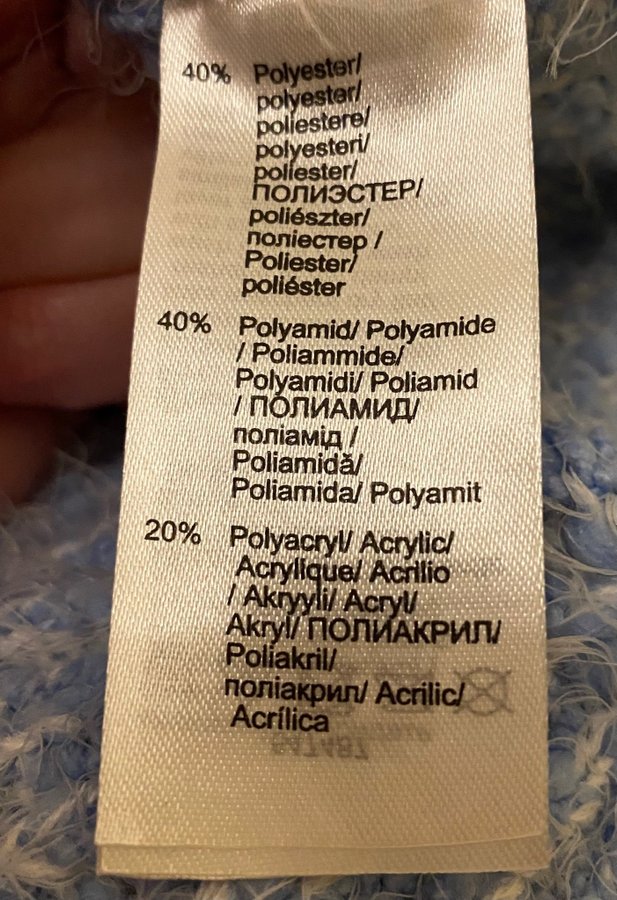 40% Polyester/
polyester/
poliestere/
polyesteri/
poliester/
ПОЛИЭСТЕР/
poliészter/
поліестер /
Poliester/
poliéster
40% Polyamid/ Polyamide
/ Poliammide/
Polyamidi/ Poliamid
/ ПОЛИАМИД/
поліамід /
Poliamidă/
Poliamida/ Polyamit
20% Polyacryl/ Acrylic/
Acrylique/ Acrilio
/ Akryyli/ Acryl/
Akryl/ ПОЛИАКРИЛ/
Poliakril/
поліакрил/ Acrilic/
Acrílica